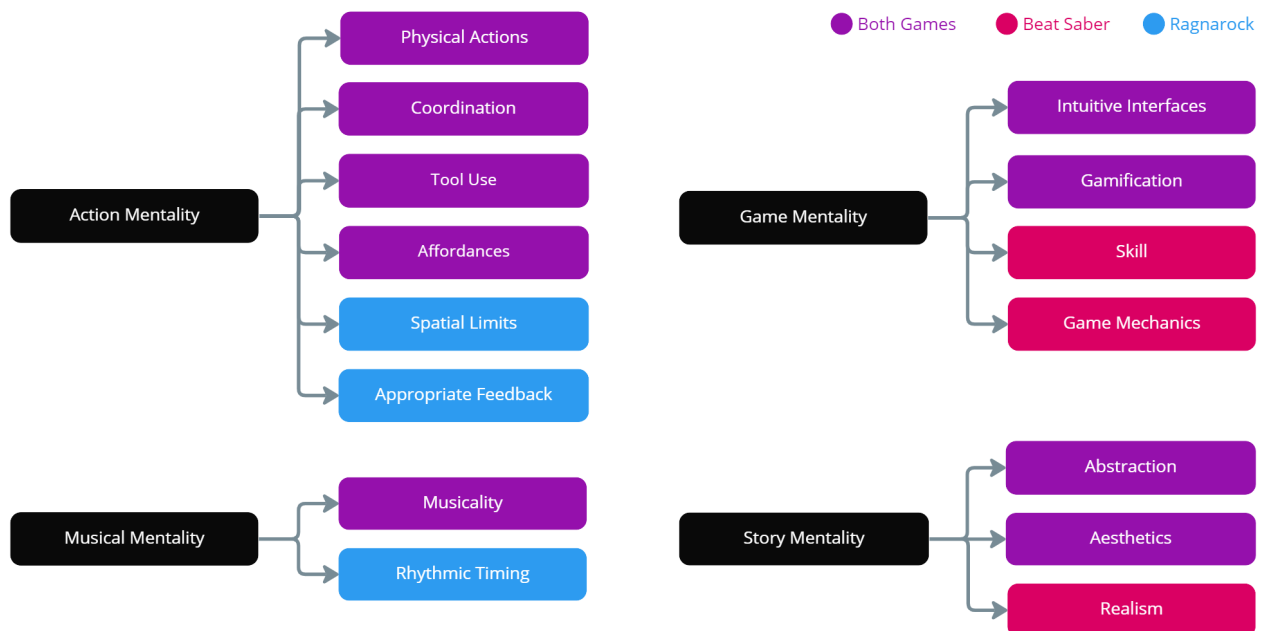 Both Games
Beat Saber
Ragnarock
Action Mentality
Physical Actions
Coordination
Tool Use
Affordances
Spatial Limits
Appropriate Feedback
Game Mentality
Intuitive Interfaces
Gamification
Skill
Game Mechanics
Musical Mentality
Musicality
Rhythmic Timing
Story Mentality
Abstraction
Aesthetics
Realism